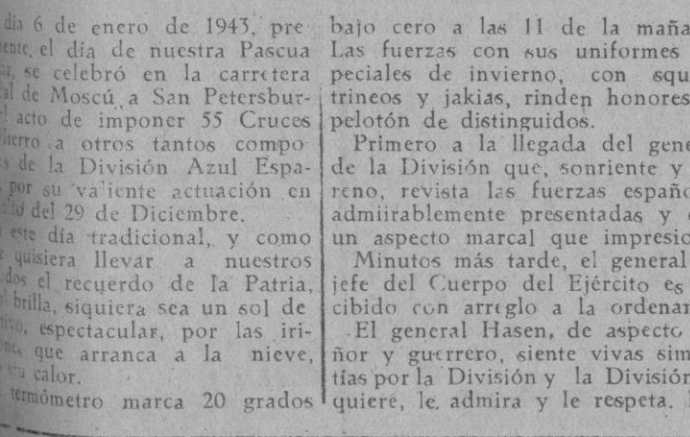 día 6 de enero de 1943, pre
el día de nuestra Pascua
se celebró en la carretera
de Moscú a San Petersbur-
acto de imponer 55 Cruces
a otros tantos compo
de la División Azul Espa-
por su valiente actuación en
del 29 de Diciembre.
este día tradicional, y como
quisiera llevar a nuestros
el recuerdo de la Patria,
brilla, siquiera sea un sol de
espectacular, por las iri-
que arranca a la nieve,
calor.
termómetro marca 20 grados
bajo cero a las 11 de la maña
Las fuerzas con sus uniformes
peciales de invierno, con squ
trineos y jakias, rinden honores
pelotón de distinguidos.
Primero a la llegada del gene
de la División que, sonriente y
reno, revista las fuerzas españo
admiirablemente presentadas y
un aspecto marcal que impresio
Minutos más tarde, el general
jefe del Cuerpo del Ejército es
cibido con arreglo a la ordenan
El general Hasen, de aspecto
ñor y guerrero, siente vivas sim
tías por la División y la División
quiere, le, admira y le respeta.